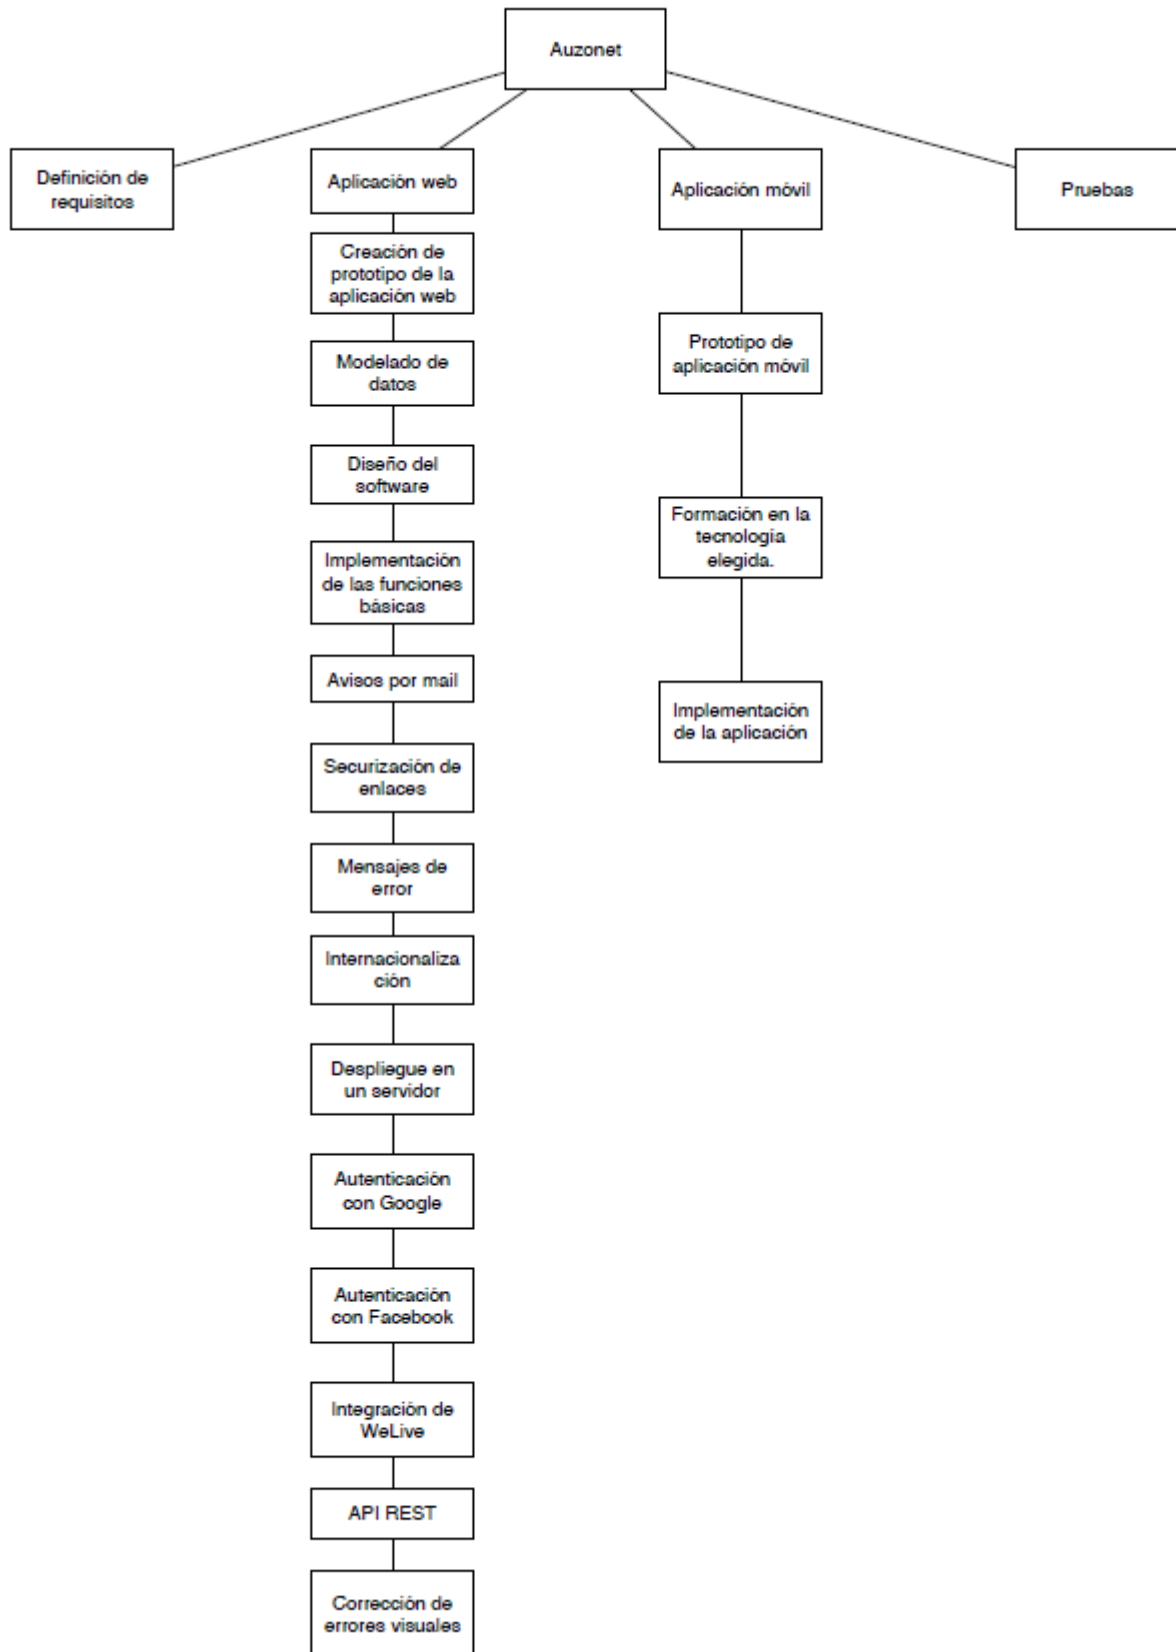 Auzonet
Definición de
requisitos
Aplicación web
Aplicación móvil
Pruebas
Creación de
prototipo de la
aplicación web
Modelado de
datos
Diseño del
software
Implementación
de las funciones
básicas
Avisos por mail
Securización de
enlaces
Mensajes de
error
Internacionaliza
ción
Despliegue en
un servidor
Autenticación
con Google
Autenticación
con Facebook
Integración de
WeLive
API REST
Corrección de
errores visuales
Prototipo de
aplicación móvil
Formación en la
tecnología
elegida.
Implementación
de la aplicación